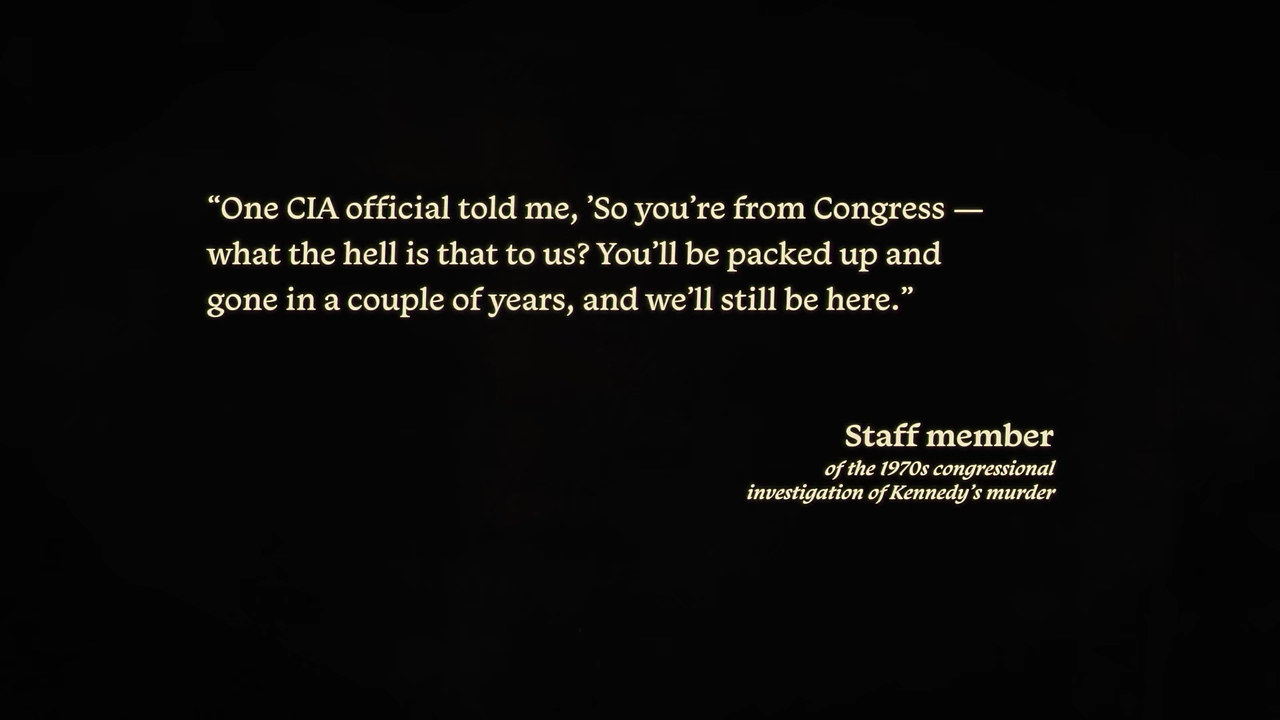 “One CIA official told me, ’So you’re from Congress —
what the hell is that to us? You’ll be packed up and
gone in a couple of years, and we’ll still be here.”
Staff member
of the 1970s congressional
investigation of Kennedy’s murder